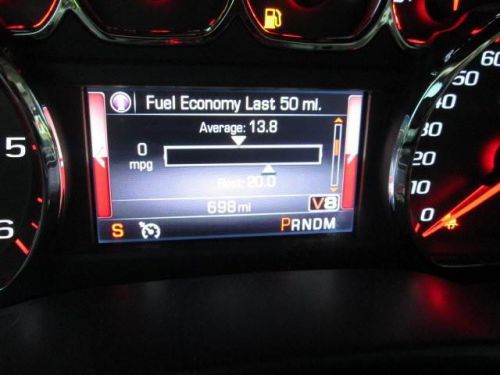 Fuel Economy Last 50 mi.
Average: 13.8
0
mpg
Best: 20.0
698 mi
V8
S
PRNDM
5
6
60
50
40
30
20
10
0